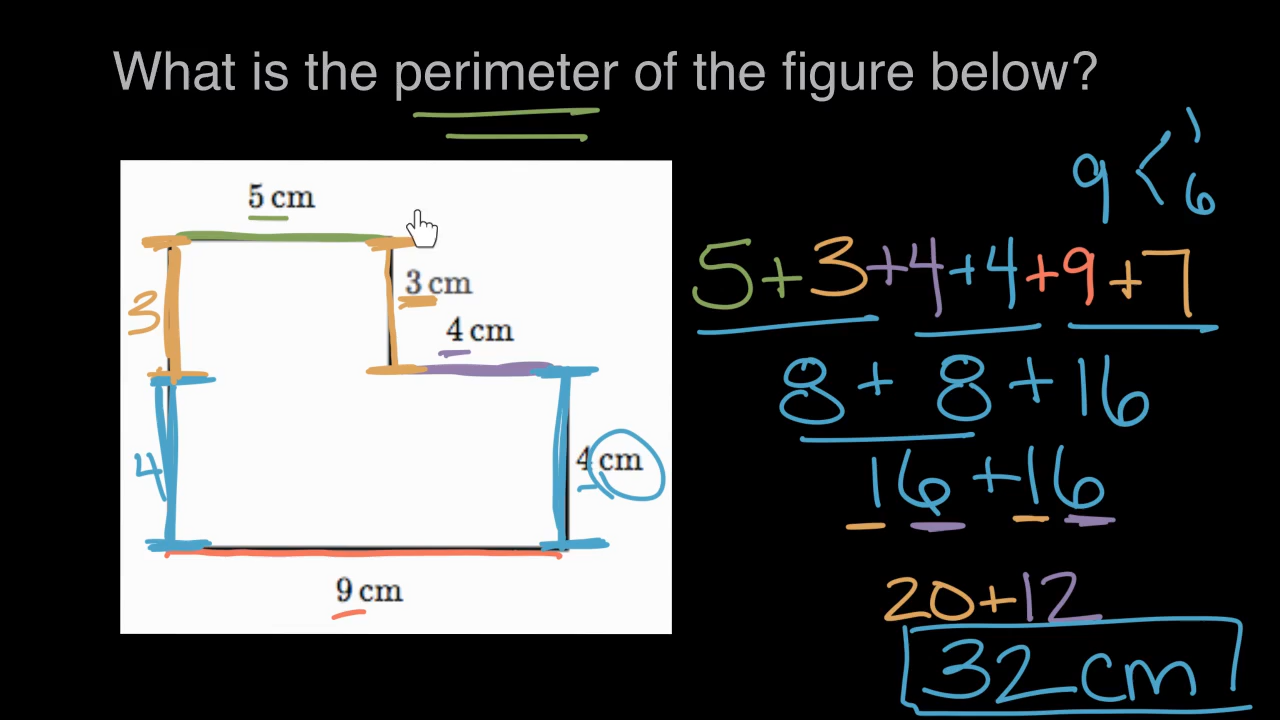 What is the perimeter of the figure below?
9 < 1
6
5 cm
5+3+4+4+9+7
3 cm
3
4 cm
8+ 8+16
4
4 cm
16+16
9 cm
20+12
32 cm